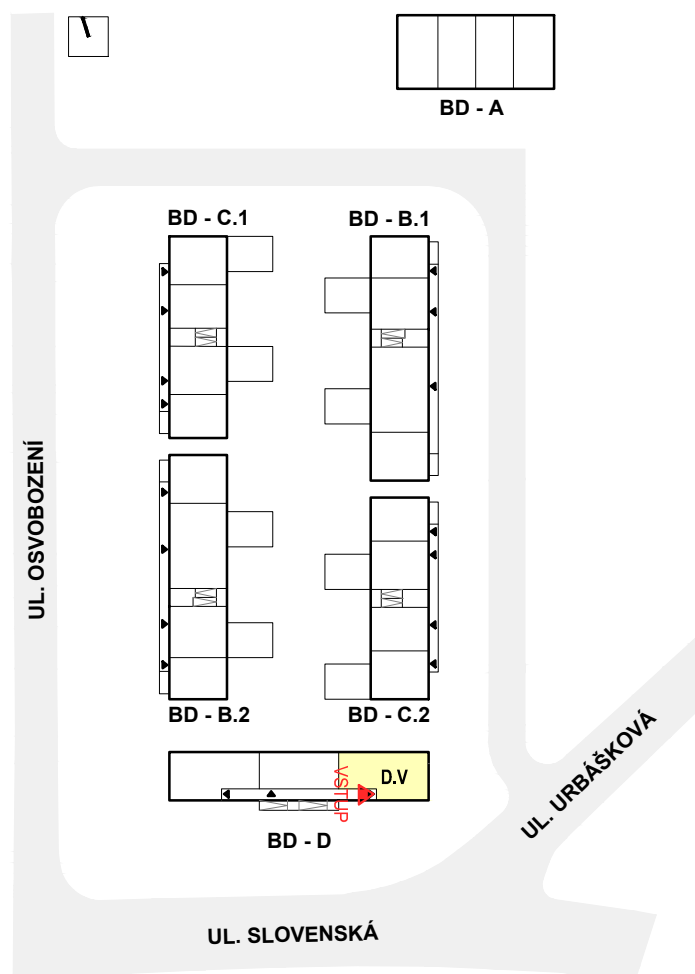 BD - A
BD - C.1
BD - B.1
UL. OSVOBOZENÍ
BD - B.2
BD - C.2
D.V
VSTUP
UL. URBÁŠKOVÁ
BD - D
UL. SLOVENSKÁ